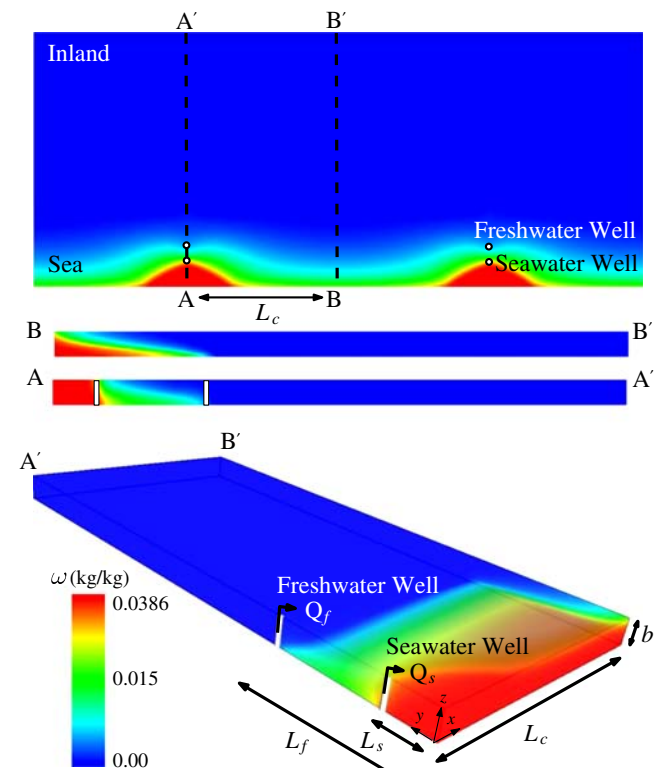 A′ B′
Inland
Freshwater Well
Sea
Seawater Well
A B
L_c
B B′
A A′
B′
A′
ω (kg/kg)
0.0386
0.015
0.00
Freshwater Well
Q_f
Seawater Well
Q_s
b
z
y x
L_f L_s L_c